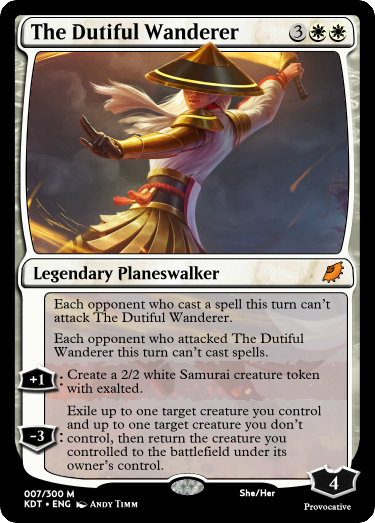 The Dutiful Wanderer 3
Legendary Planeswalker
Each opponent who cast a spell this turn can't
attack The Dutiful Wanderer.
Each opponent who attacked The Dutiful
Wanderer this turn can't cast spells.
+1 : Create a 2/2 white Samurai creature token
with exalted.
-3 : Exile up to one target creature you control
and up to one target creature you don't
control, then return the creature you
controlled to the battlefield under its
owner's control.
4
007/300 M She/Her
KDT • ENG Andy Timm Provocative